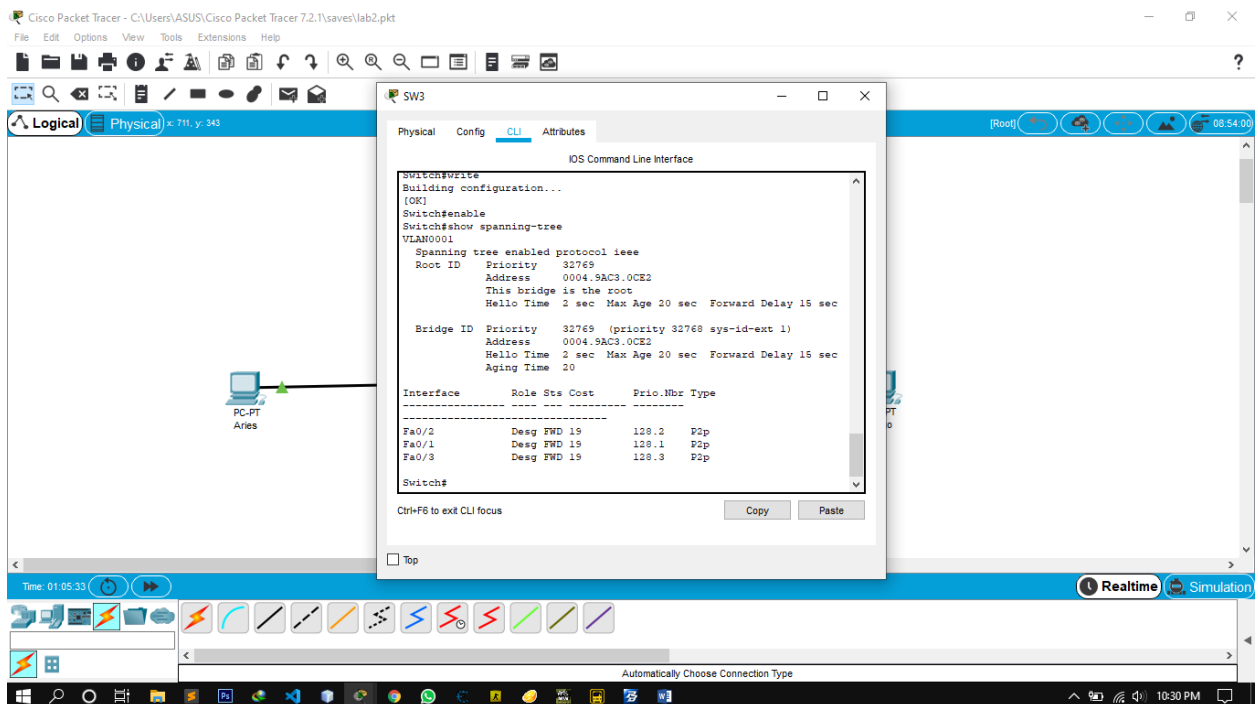 Cisco Packet Tracer - C:\Users\ASUS\Cisco Packet Tracer 7.2.1\saves\lab2.pkt
File Edit Options View Tools Extensions Help
?
Logical Physical x: 711, y: 343
[Root] 08:54:00
SW3
Physical Config CLI Attributes
IOS Command Line Interface
Switch#write
Building configuration...
[OK]
Switch#enable
Switch#show spanning-tree
VLAN0001
  Spanning tree enabled protocol ieee
  Root ID    Priority    32769
             Address     0004.9AC3.0CE2
             This bridge is the root
             Hello Time  2 sec  Max Age 20 sec  Forward Delay 15 sec
  Bridge ID  Priority    32769  (priority 32768 sys-id-ext 1)
             Address     0004.9AC3.0CE2
             Hello Time  2 sec  Max Age 20 sec  Forward Delay 15 sec
             Aging Time  20
Interface        Role Sts Cost      Prio.Nbr Type
---------------- ---- --- --------- --------
--------------------------------
Fa0/2            Desg FWD 19        128.2    P2p
Fa0/1            Desg FWD 19        128.1    P2p
Fa0/3            Desg FWD 19        128.3    P2p
Switch#
Ctrl+F6 to exit CLI focus
Copy Paste
Top
PC-PT
Aries
PT
o
Time: 01:05:33
Realtime Simulation
Automatically Choose Connection Type
Ps
10:30 PM